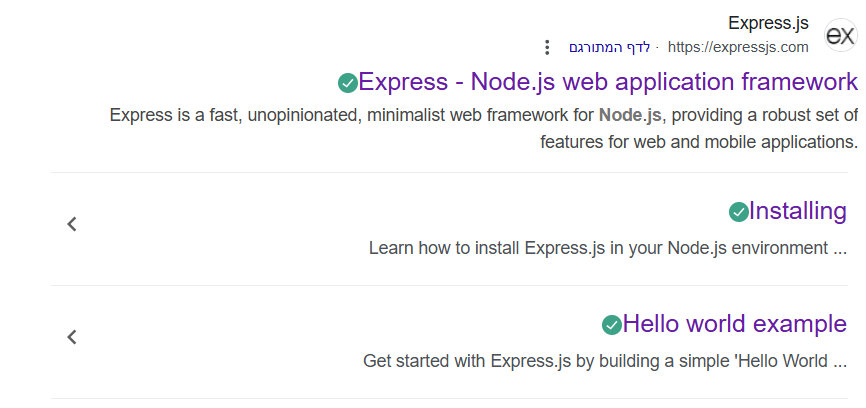 Express.js
ex
https://expressjs.com · לדף המתורגם
Express - Node.js web application framework
Express is a fast, unopinionated, minimalist web framework for Node.js, providing a robust set of
features for web and mobile applications.
Installing
Learn how to install Express.js in your Node.js environment ...
Hello world example
Get started with Express.js by building a simple 'Hello World ...